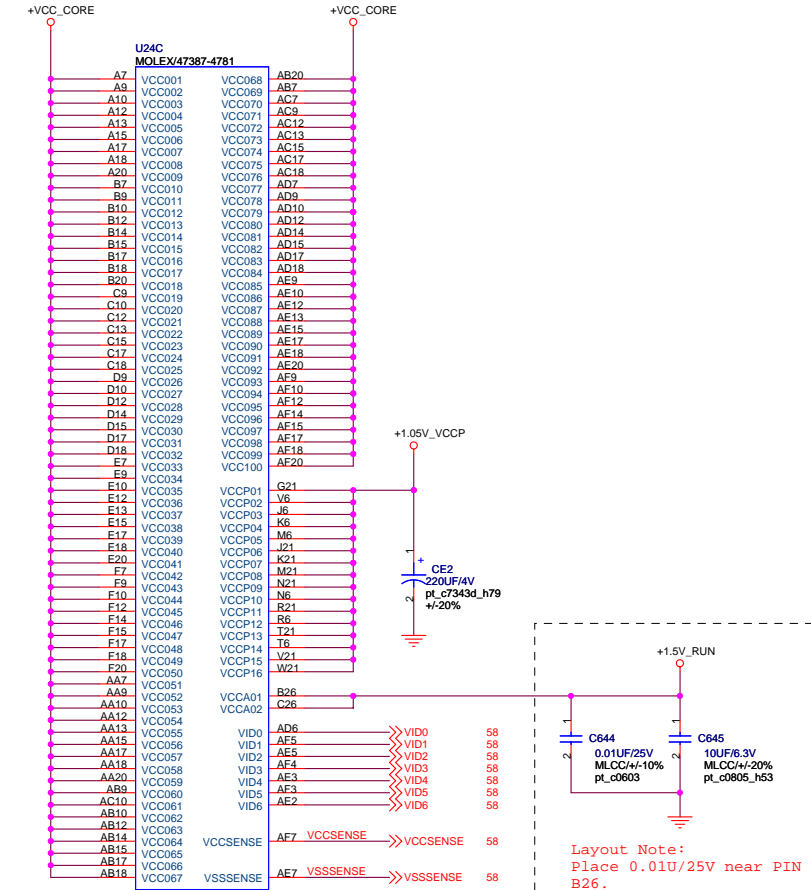 +VCC_CORE +VCC_CORE
U24C
MOLEX/47387-4781
A7 VCC001 VCC068 AB20
A9 VCC002 VCC069 AB7
A10 VCC003 VCC070 AC7
A12 VCC004 VCC071 AC9
A13 VCC005 VCC072 AC12
A15 VCC006 VCC073 AC13
A17 VCC007 VCC074 AC15
A18 VCC008 VCC075 AC17
A20 VCC009 VCC076 AC18
B7 VCC010 VCC077 AD7
B9 VCC011 VCC078 AD9
B10 VCC012 VCC079 AD10
B12 VCC013 VCC080 AD12
B14 VCC014 VCC081 AD14
B15 VCC015 VCC082 AD15
B17 VCC016 VCC083 AD17
B18 VCC017 VCC084 AD18
B20 VCC018 VCC085 AE9
C9 VCC019 VCC086 AE10
C10 VCC020 VCC087 AE12
C12 VCC021 VCC088 AE13
C13 VCC022 VCC089 AE15
C15 VCC023 VCC090 AE17
C17 VCC024 VCC091 AE18
C18 VCC025 VCC092 AE20
D9 VCC026 VCC093 AF9
D10 VCC027 VCC094 AF10
D12 VCC028 VCC095 AF12
D14 VCC029 VCC096 AF14
D15 VCC030 VCC097 AF15
D17 VCC031 VCC098 AF17
D18 VCC032 VCC099 AF18
E7 VCC033 VCC100 AF20
E9 VCC034
E10 VCC035 VCCP01 G21
E12 VCC036 VCCP02 V6
E13 VCC037 VCCP03 J6
E15 VCC038 VCCP04 K6
E17 VCC039 VCCP05 M6
E18 VCC040 VCCP06 J21
E20 VCC041 VCCP07 K21
F7 VCC042 VCCP08 M21
F9 VCC043 VCCP09 N21
F10 VCC044 VCCP10 N6
F12 VCC045 VCCP11 R21
F14 VCC046 VCCP12 R6
F15 VCC047 VCCP13 T21
F17 VCC048 VCCP14 T6
F18 VCC049 VCCP15 V21
F20 VCC050 VCCP16 W21
AA7 VCC051
AA9 VCC052 VCCA01 B26
AA10 VCC053 VCCA02 C26
AA12 VCC054
AA13 VCC055 VID0 AD6 VID0 58
AA15 VCC056 VID1 AF5 VID1 58
AA17 VCC057 VID2 AE5 VID2 58
AA18 VCC058 VID3 AF4 VID3 58
AA20 VCC059 VID4 AE3 VID4 58
AB9 VCC060 VID5 AF3 VID5 58
AC10 VCC061 VID6 AE2 VID6 58
AB10 VCC062
AB12 VCC063
AB14 VCC064 VCCSENSE AF7 VCCSENSE VCCSENSE 58
AB15 VCC065
AB17 VCC066
AB18 VCC067 VSSSENSE AE7 VSSSENSE VSSSENSE 58
+1.05V_VCCP
1
+
CE2
220UF/4V
2
pt_c7343d_h79
+/-20%
+1.5V_RUN
1 1
C644 C645
0.01UF/25V 10UF/6.3V
2 2
MLCC/+/-10% MLCC/+/-20%
pt_c0603 pt_c0805_h53
Layout Note:
Place 0.01U/25V near PIN
B26.